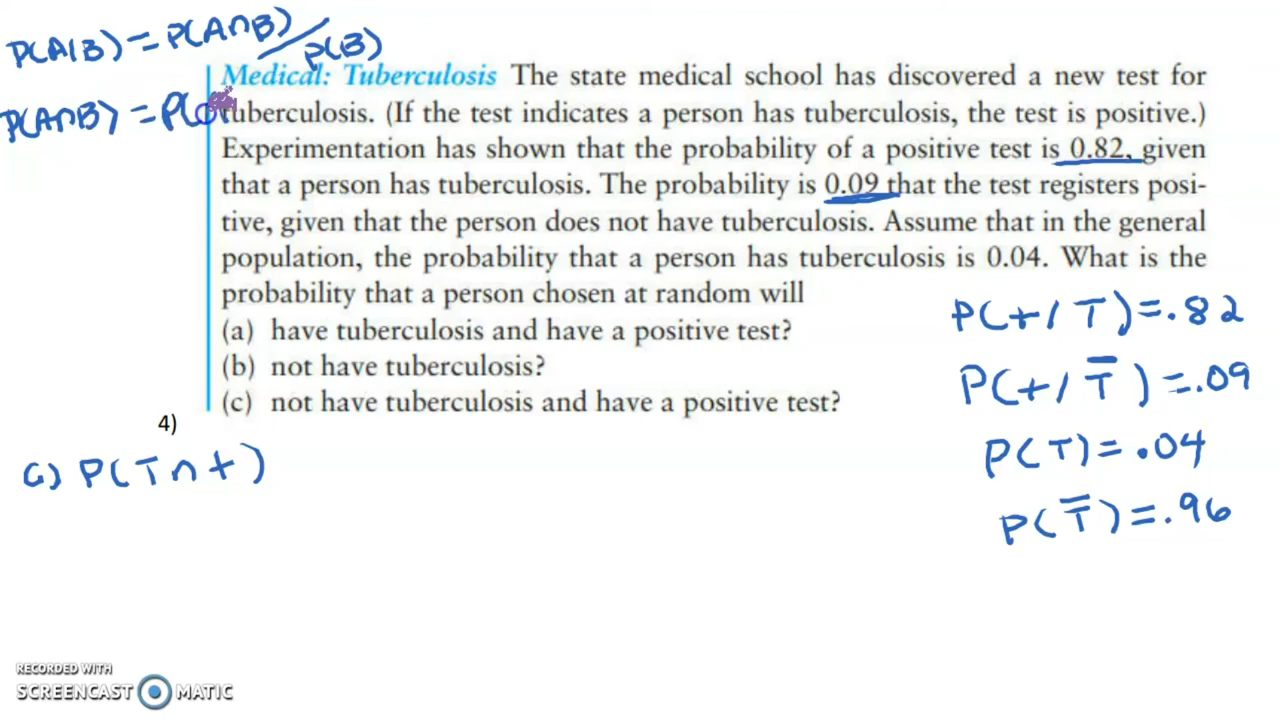 P(A|B) = P(A∩B)/P(B)
P(A∩B) = P(
Medical: Tuberculosis The state medical school has discovered a new test for
tuberculosis. (If the test indicates a person has tuberculosis, the test is positive.)
Experimentation has shown that the probability of a positive test is 0.82, given
that a person has tuberculosis. The probability is 0.09 that the test registers posi-
tive, given that the person does not have tuberculosis. Assume that in the general
population, the probability that a person has tuberculosis is 0.04. What is the
probability that a person chosen at random will
(a) have tuberculosis and have a positive test?
(b) not have tuberculosis?
(c) not have tuberculosis and have a positive test?
P(+/T) = .82
P(+/T̅) = .09
P(T) = .04
P(T̅) = .96
4)
a) P(T∩+)
RECORDED WITH
SCREENCAST MATIC